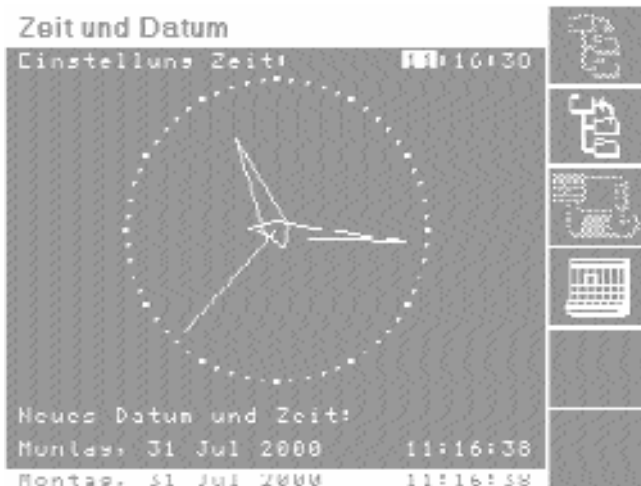 Zeit und Datum
Einstellung Zeit: 11:16:30
Neues Datum und Zeit:
Montag, 31 Jul 2000 11:16:38
Montag, 31 Jul 2000 11:16:38